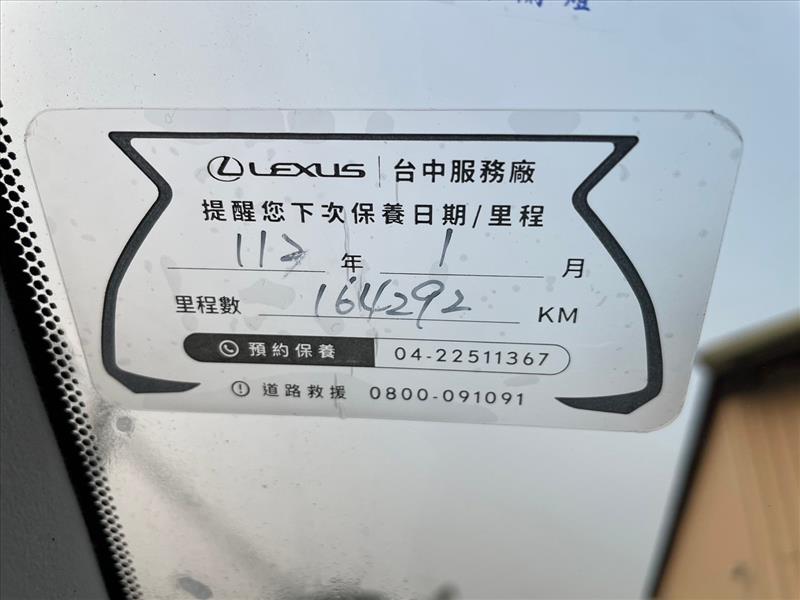 LEXUS | 台中服務廠
提醒您下次保養日期/里程
112 年 1 月
里程數 164292 KM
預約保養 04-22511367
道路救援 0800-091091